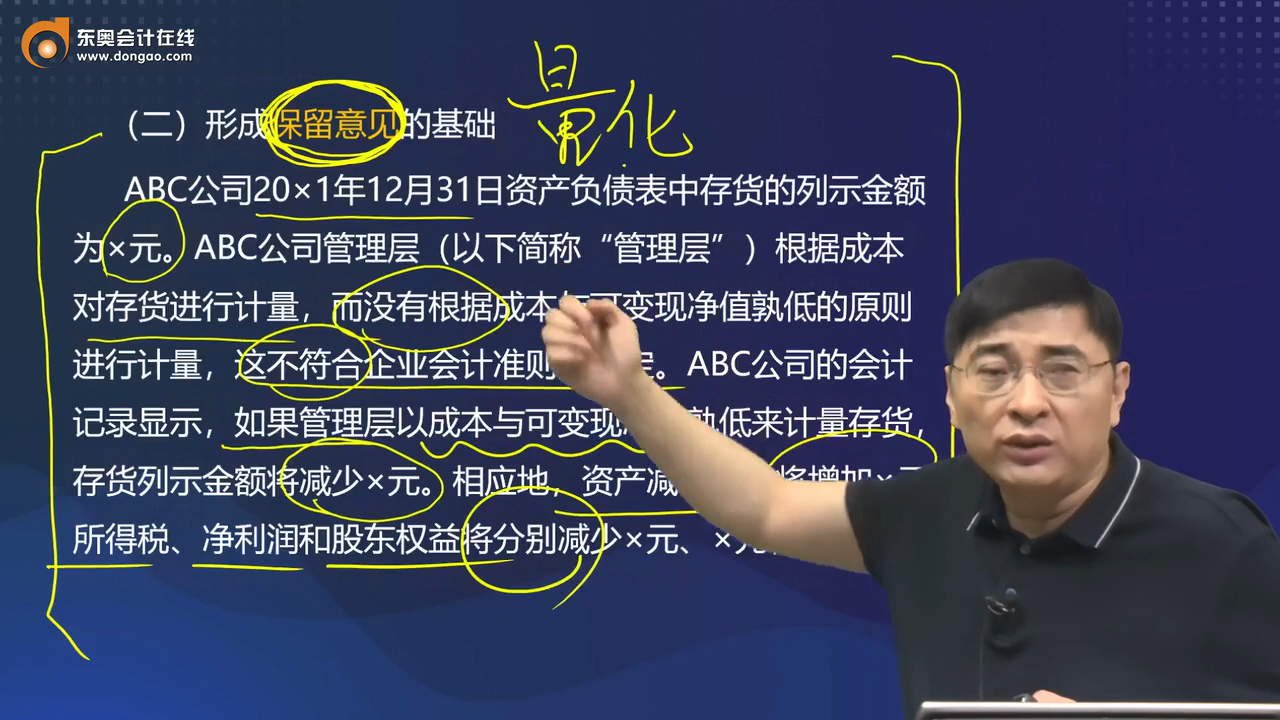 东奥会计在线
www.dongao.com
量化
（二）形成保留意见的基础
ABC公司20×1年12月31日资产负债表中存货的列示金额
为×元。ABC公司管理层（以下简称“管理层”）根据成本
对存货进行计量，而没有根据成本与可变现净值孰低的原则
进行计量，这不符合企业会计准则 定。ABC公司的会计
记录显示，如果管理层以成本与可变现 孰低来计量存货，
存货列示金额将减少×元。相应地，资产减 将增加×元
所得税、净利润和股东权益将分别减少×元、×元